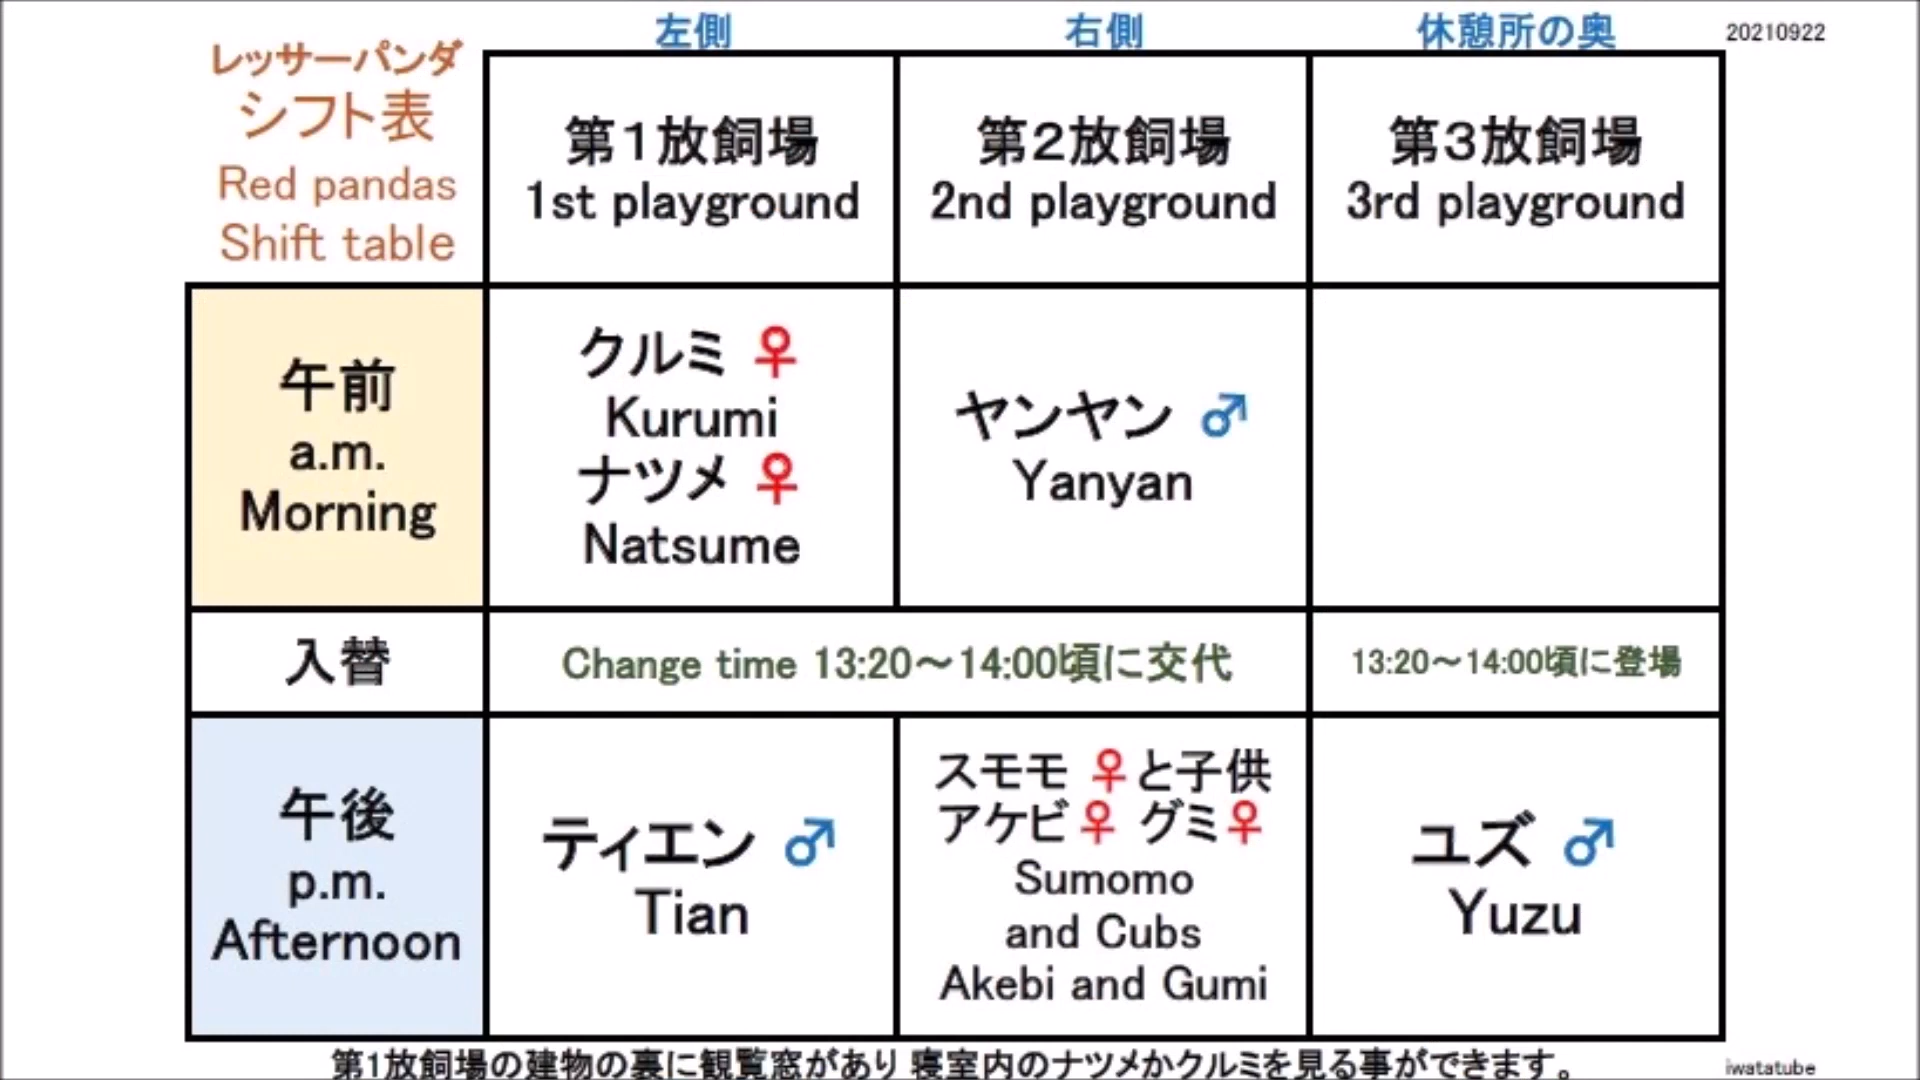 左側 右側 休憩所の奥 20210922
レッサーパンダ
シフト表
Red pandas
Shift table
第1放飼場
1st playground
第2放飼場
2nd playground
第3放飼場
3rd playground
午前
a.m.
Morning
クルミ ♀
Kurumi
ナツメ ♀
Natsume
ヤンヤン ♂
Yanyan
入替
Change time 13:20～14:00頃に交代
13:20～14:00頃に登場
午後
p.m.
Afternoon
ティエン ♂
Tian
スモモ ♀と子供
アケビ♀ グミ♀
Sumomo
and Cubs
Akebi and Gumi
ユズ ♂
Yuzu
第1放飼場の建物の裏に観覧窓があり 寝室内のナツメかクルミを見る事ができます。
iwatatube